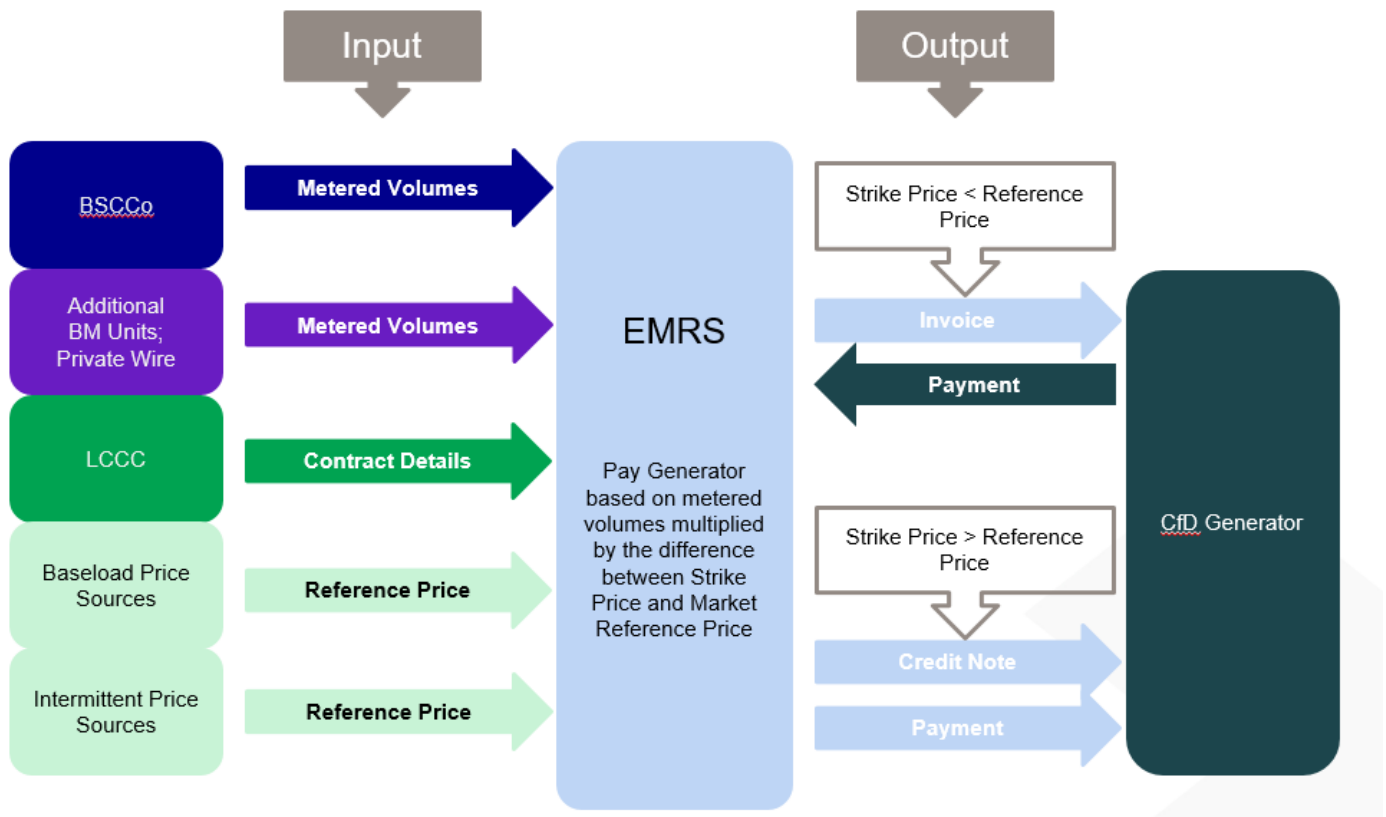 Input
Output
BSCCo
Metered Volumes
Additional
BM Units;
Private Wire
Metered Volumes
LCCC
Contract Details
Baseload Price
Sources
Reference Price
Intermittent Price
Sources
Reference Price
EMRS
Pay Generator
based on metered
volumes multiplied
by the difference
between Strike
Price and Market
Reference Price
Strike Price < Reference
Price
Invoice
Payment
Strike Price > Reference
Price
Credit Note
Payment
CfD Generator